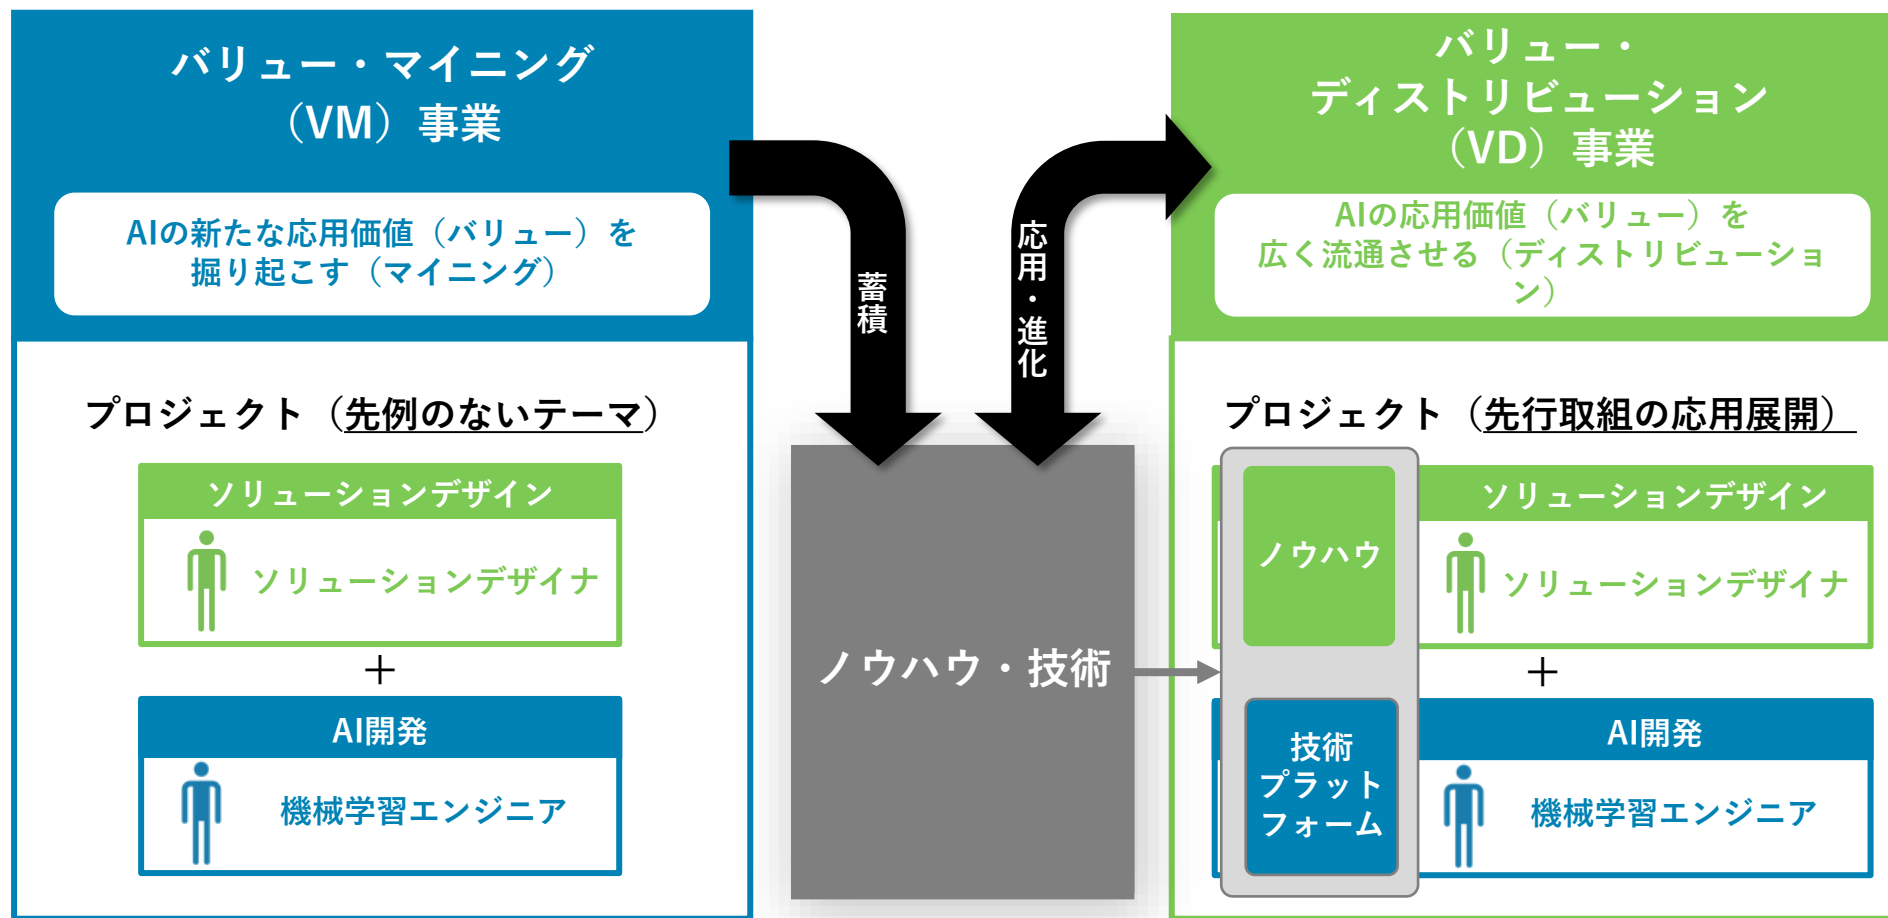 バリュー・マイニング
（VM）事業
AIの新たな応用価値（バリュー）を
掘り起こす（マイニング）
プロジェクト（先例のないテーマ）
ソリューションデザイン
ソリューションデザイナ
＋
AI開発
機械学習エンジニア
蓄積
応用・進化
ノウハウ・技術
バリュー・
ディストリビューション
（VD）事業
AIの応用価値（バリュー）を
広く流通させる（ディストリビューショ
ン）
プロジェクト（先行取組の応用展開）
ノウハウ
技術
プラット
フォーム
ソリューションデザイン
ソリューションデザイナ
＋
AI開発
機械学習エンジニア